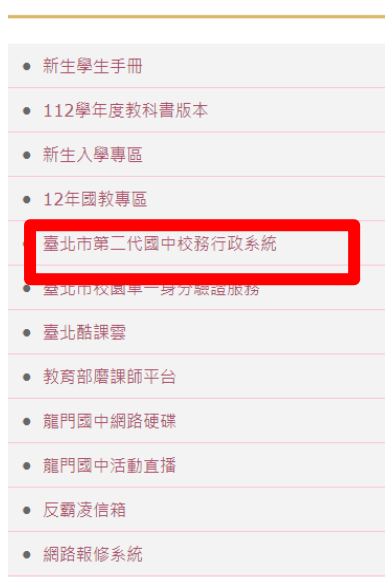 新生學生手冊
112學年度教科書版本
新生入學專區
12年國教專區
臺北市第二代國中校務行政系統
臺北市校園單一身分驗證服務
臺北酷課雲
教育部磨課師平台
龍門國中網路硬碟
龍門國中活動直播
反霸凌信箱
網路報修系統